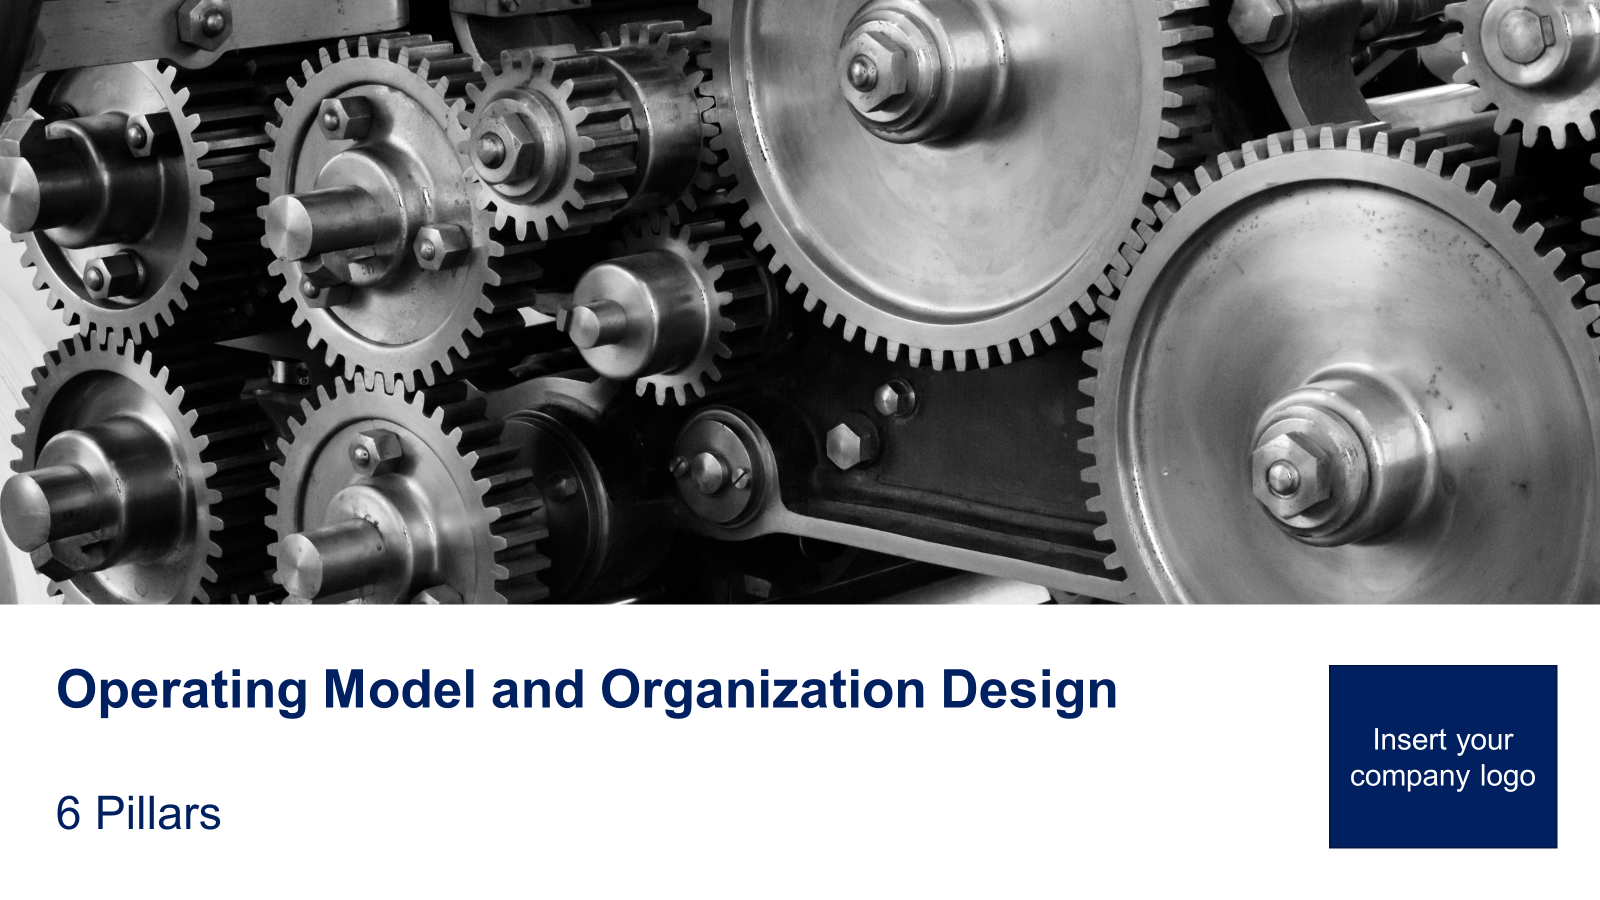 Operating Model and Organization Design
6 Pillars
Insert your
company logo